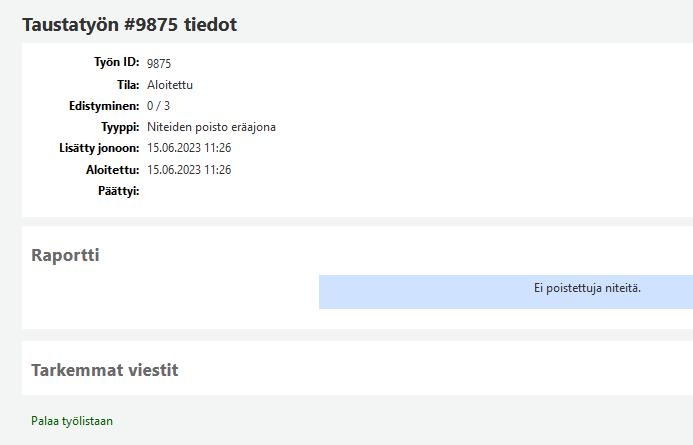 Taustatyön #9875 tiedot
Työn ID: 9875
Tila: Aloitettu
Edistyminen: 0 / 3
Tyyppi: Niteiden poisto eräajona
Lisätty jonoon: 15.06.2023 11:26
Aloitettu: 15.06.2023 11:26
Päättyi:
Raportti
Ei poistettuja niteitä.
Tarkemmat viestit
Palaa työlistaan